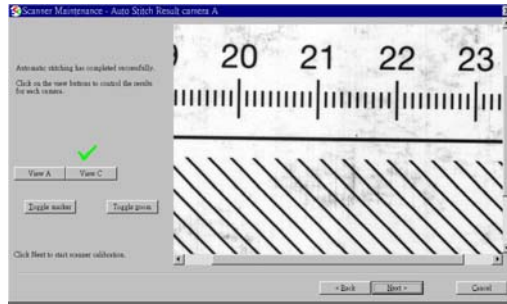 Scanner Maintenance - Auto Stitch Result camera A
Automatic stitching has completed successfully.
Click on the view buttons to control the results
for each camera.
20 21 22 23
View A View C
Toggle marker Toggle zoom
Click Next to start scanner calibration.
< Back Next > Cancel